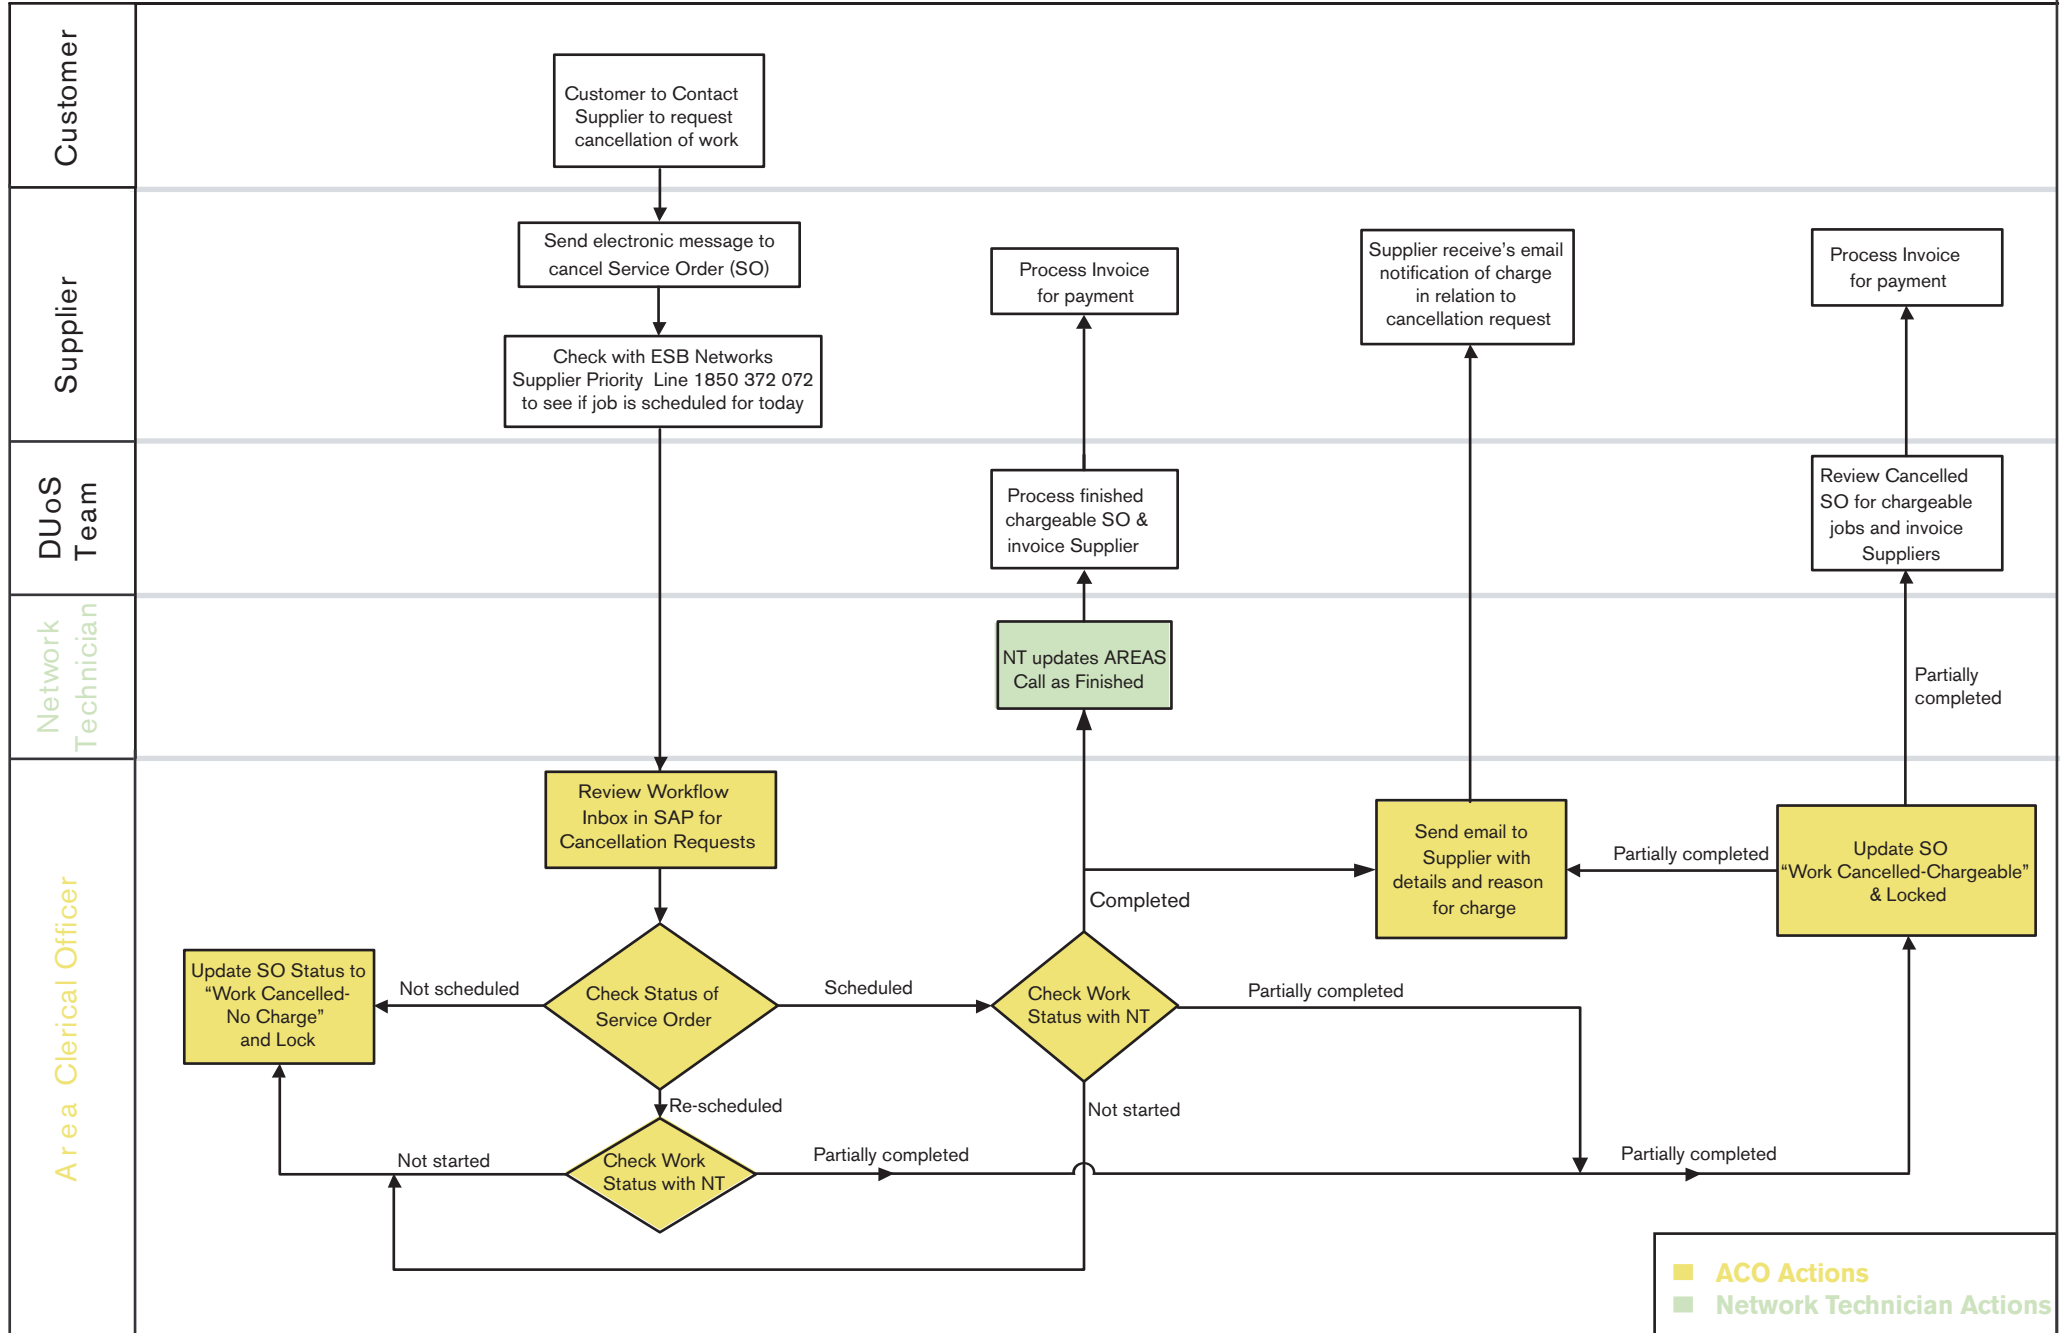 Customer
Customer to Contact
Supplier to request
cancellation of work
Supplier
Send electronic message to
cancel Service Order (SO)
Check with ESB Networks
Supplier Priority Line 1850 372 072
to see if job is scheduled for today
Process Invoice
for payment
Supplier receive's email
notification of charge
in relation to
cancellation request
Process Invoice
for payment
DUoS
Team
Process finished
chargeable SO &
invoice Supplier
Review Cancelled
SO for chargeable
jobs and invoice
Suppliers
Network
Technician
NT updates AREAS
Call as Finished
Partially
completed
Area Clerical Officer
Review Workflow
Inbox in SAP for
Cancellation Requests
Send email to
Supplier with
details and reason
for charge
Partially completed
Update SO
“Work Cancelled-Chargeable”
& Locked
Completed
Update SO Status to
“Work Cancelled-
No Charge”
and Lock
Not scheduled
Check Status of
Service Order
Scheduled
Check Work
Status with NT
Partially completed
Re-scheduled
Not started
Not started
Check Work
Status with NT
Partially completed
Partially completed
ACO Actions
Network Technician Actions